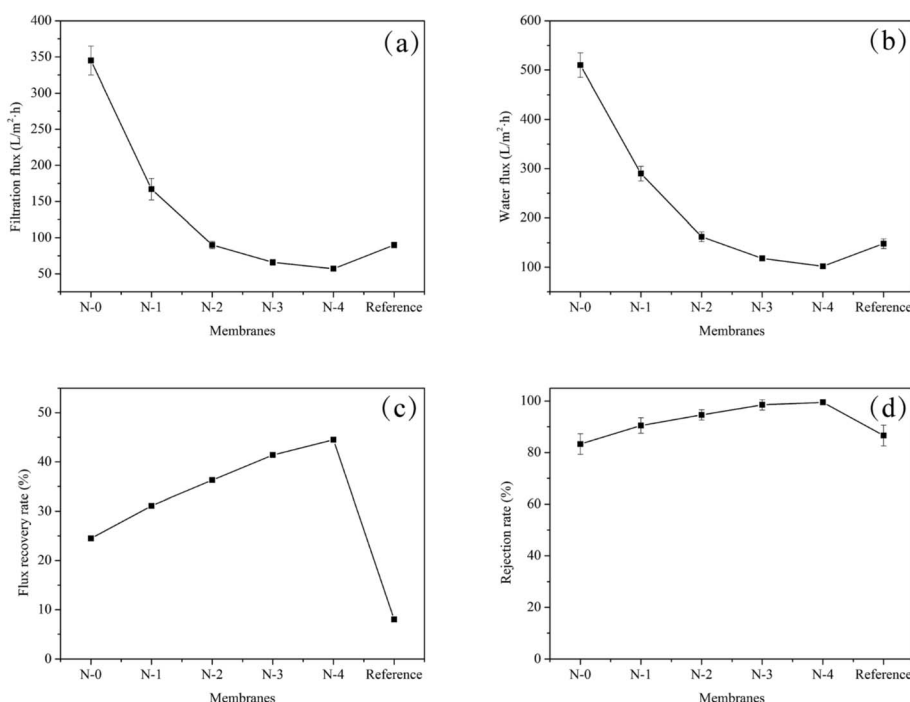 (a)
400
350
300
250
200
150
100
50
Filtration flux (L/m²·h)
N-0 N-1 N-2 N-3 N-4 Reference
Membranes
(b)
600
500
400
300
200
100
Water flux (L/m²·h)
N-0 N-1 N-2 N-3 N-4 Reference
Membranes
(c)
50
40
30
20
10
0
Flux recovery rate (%)
N-0 N-1 N-2 N-3 N-4 Reference
Membranes
(d)
100
80
60
40
20
0
Rejection rate (%)
N-0 N-1 N-2 N-3 N-4 Reference
Membranes